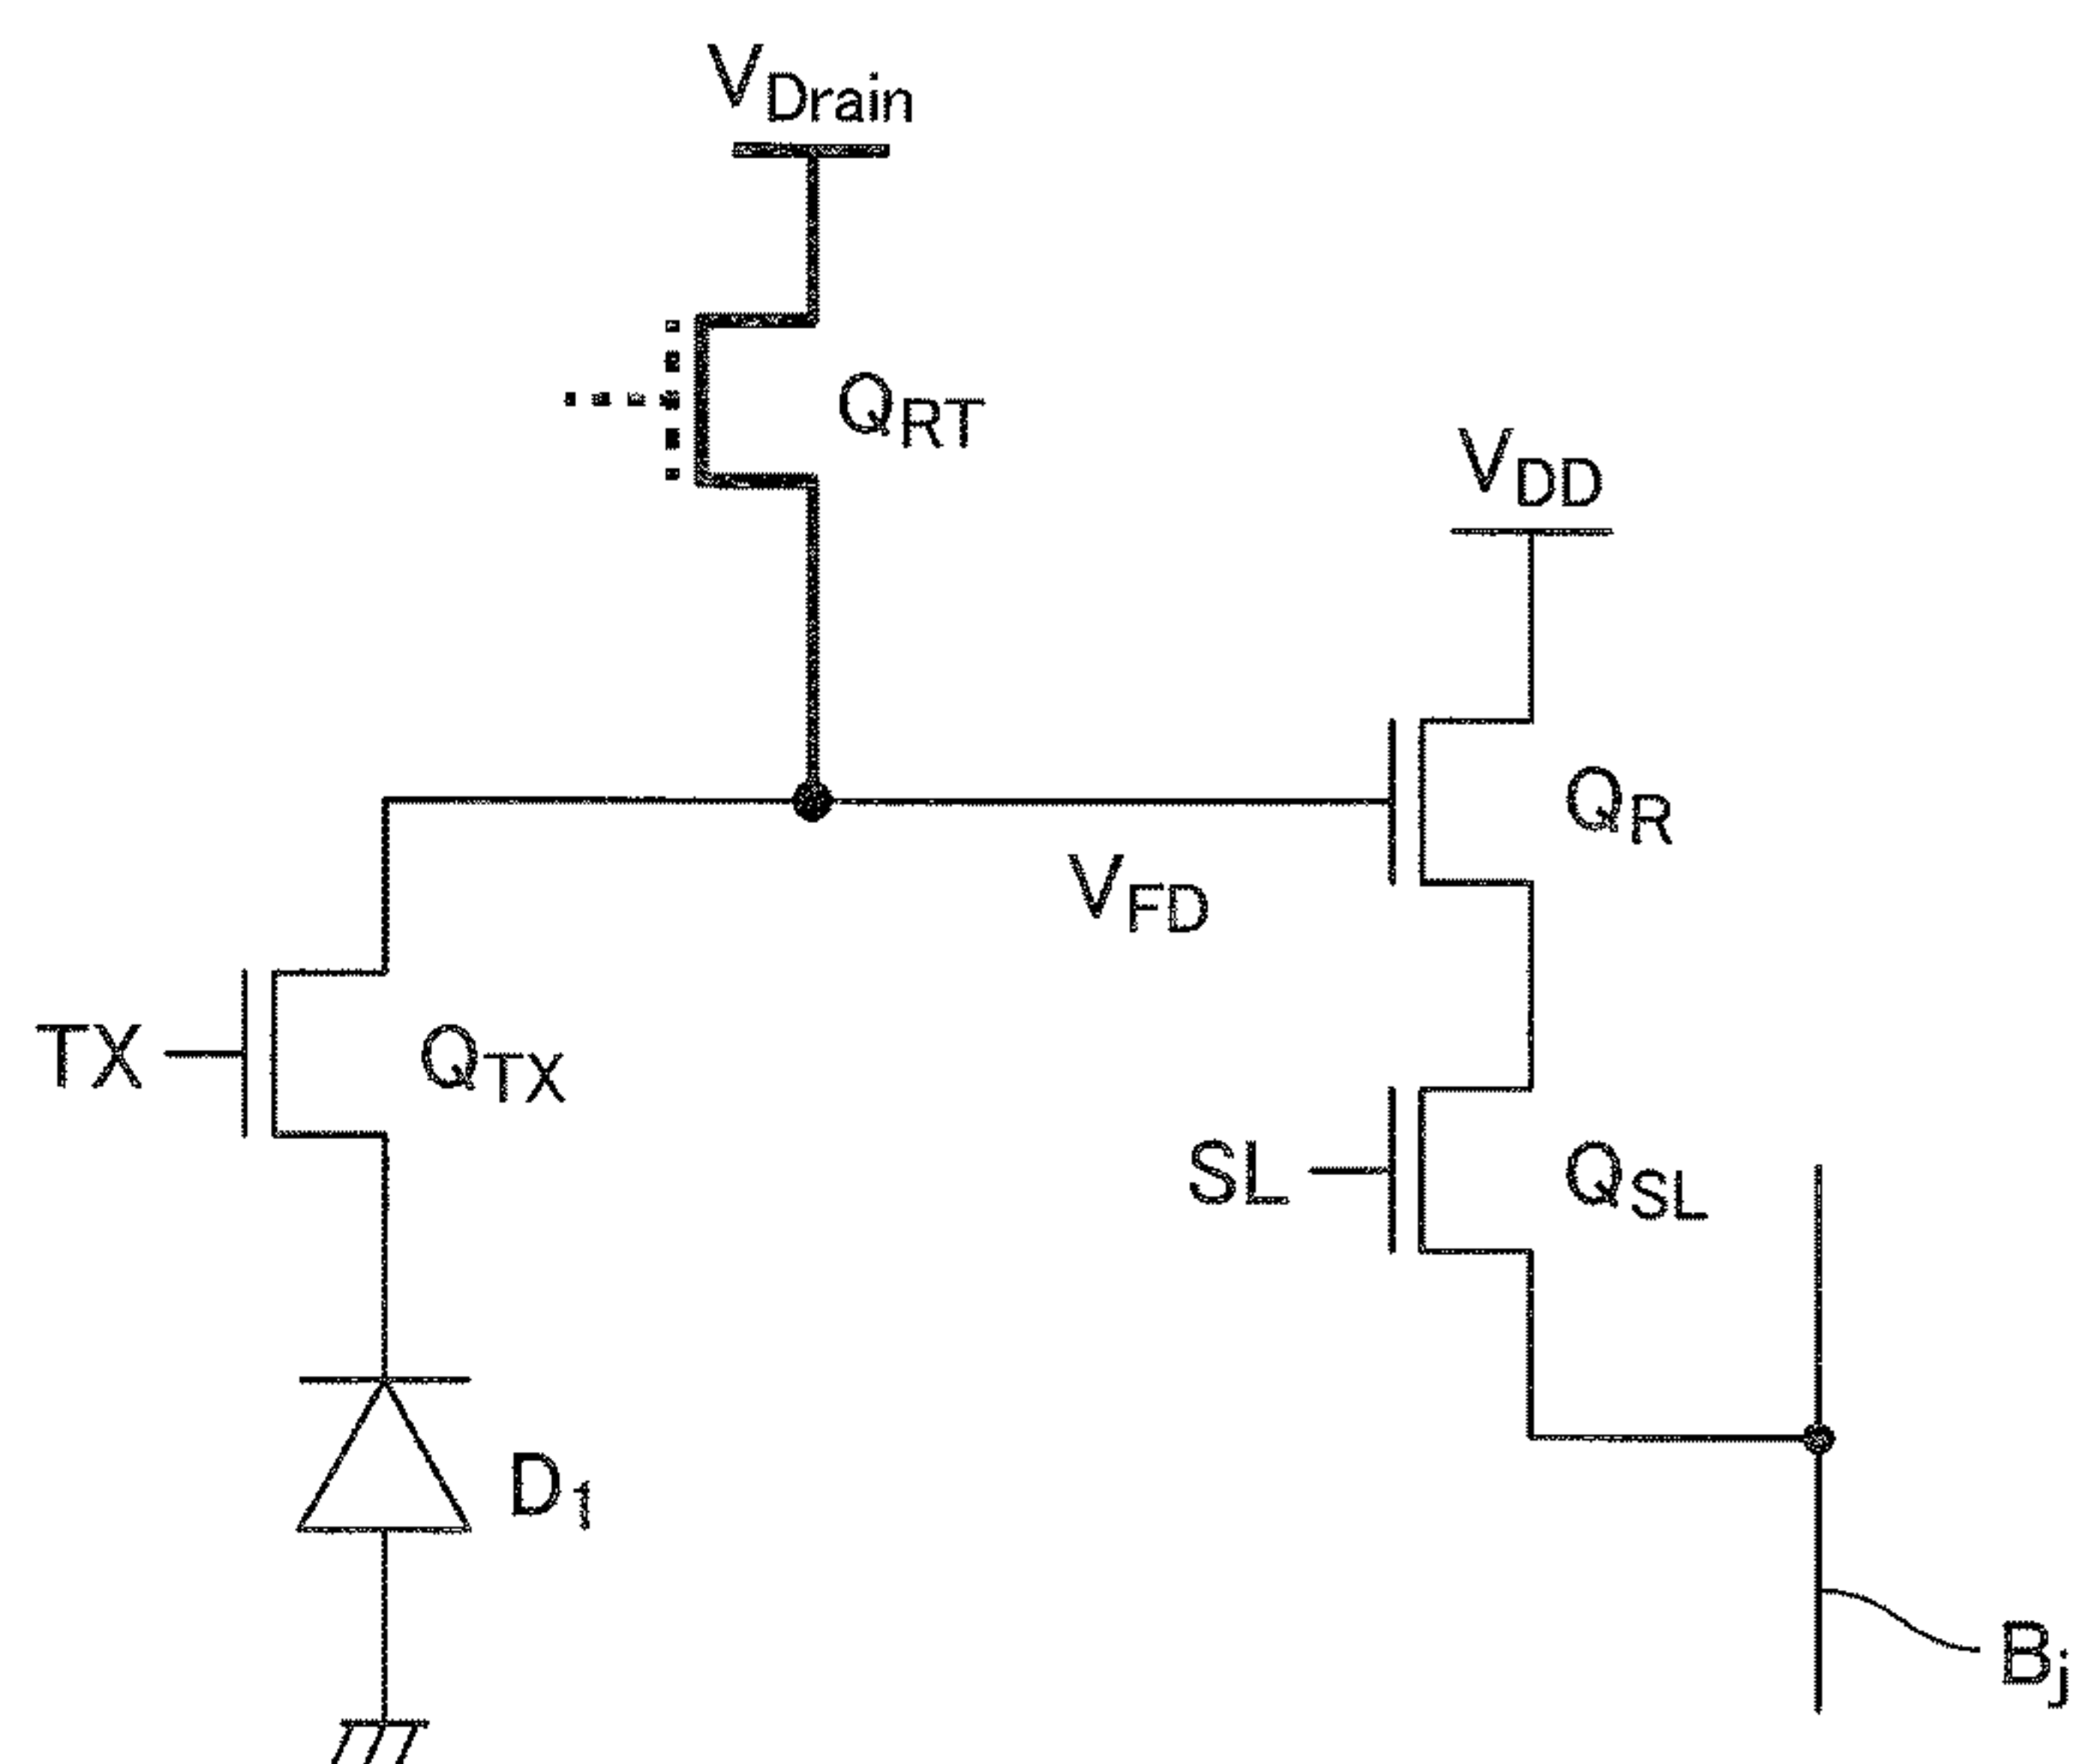 VDrain
QRT
VDD
QR
VFD
TX
QTX
SL
QSL
D1
Bj